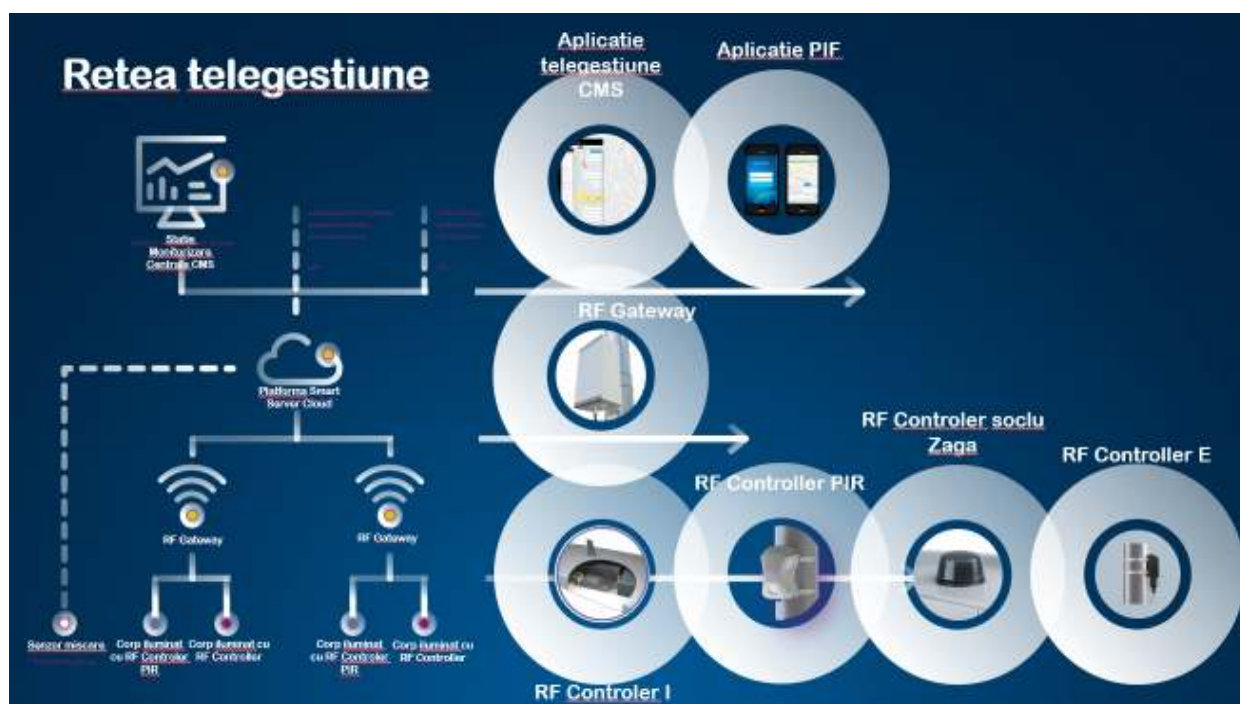 Retea telegestiune
Aplicatie
telegestiune
CMS
Aplicatie PIF
Statie
Monitorizare
Centrala CMS
RF Gateway
Platforma Smart
Server Cloud
RF Controler soclu
Zaga
RF Controller E
RF Controller PIR
RF Gateway
RF Gateway
Senzor miscare
Corp iluminat
cu RF Controler
PIR
Corp iluminat cu
RF Controller
Corp iluminat
cu RF Controler
PIR
Corp iluminat cu
RF Controller
RF Controler I